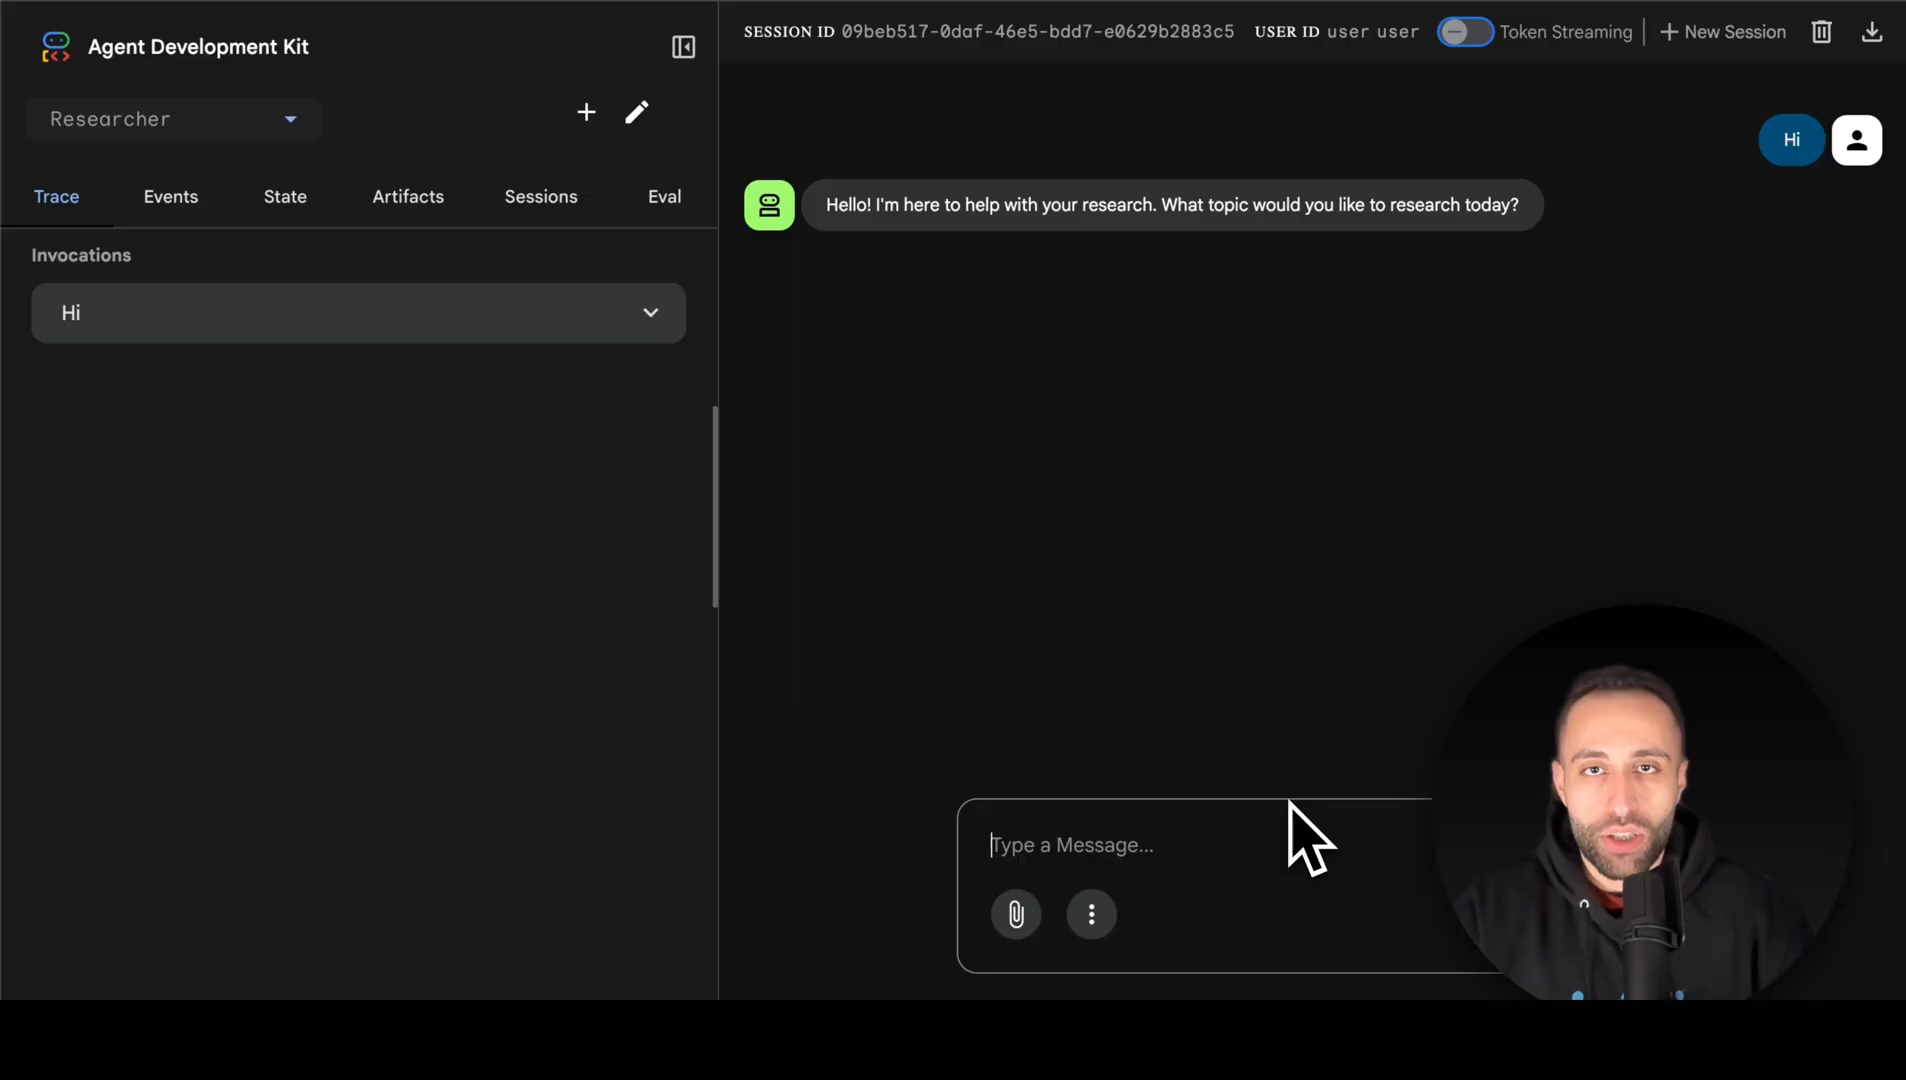 Agent Development Kit
SESSION ID 09beb517-0daf-46e5-bdd7-e0629b2883c5 USER ID user user Token Streaming + New Session
Researcher
Trace Events State Artifacts Sessions Eval
Invocations
Hi
Hi
Hello! I'm here to help with your research. What topic would you like to research today?
Type a Message...